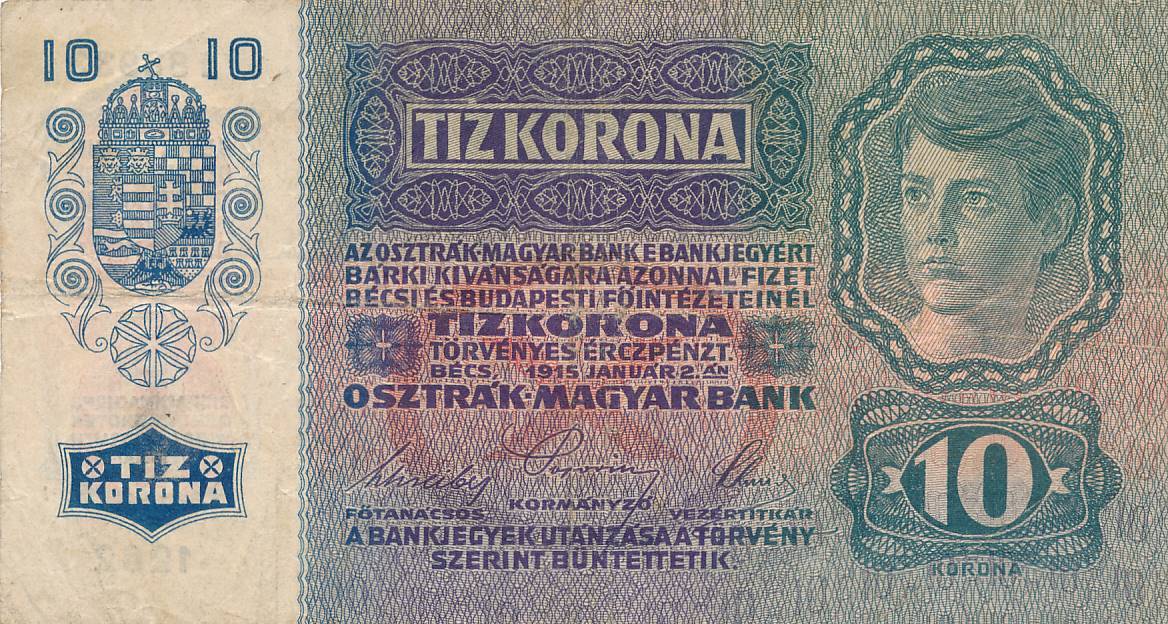 10 10
TIZ KORONA
AZ OSZTRÁK-MAGYAR BANK E BANKJEGYÉRT
BÁRKI KIVÁNSÁGÁRA AZONNAL FIZET
BÉCSI ÉS BUDAPESTI FŐINTÉZETEINÉL
TIZ KORONA
TÖRVÉNYES ÉRCZPÉNZT.
BÉCS, 1915 JANUÁR 2.ÁN
OSZTRÁK-MAGYAR BANK
KORMÁNYZÓ
FŐTANÁCSOS VEZÉRTITKÁR
A BANKJEGYEK UTÁNZÁSA A TÖRVÉNY
SZERINT BÜNTETTETIK.
TIZ
KORONA
10
KORONA